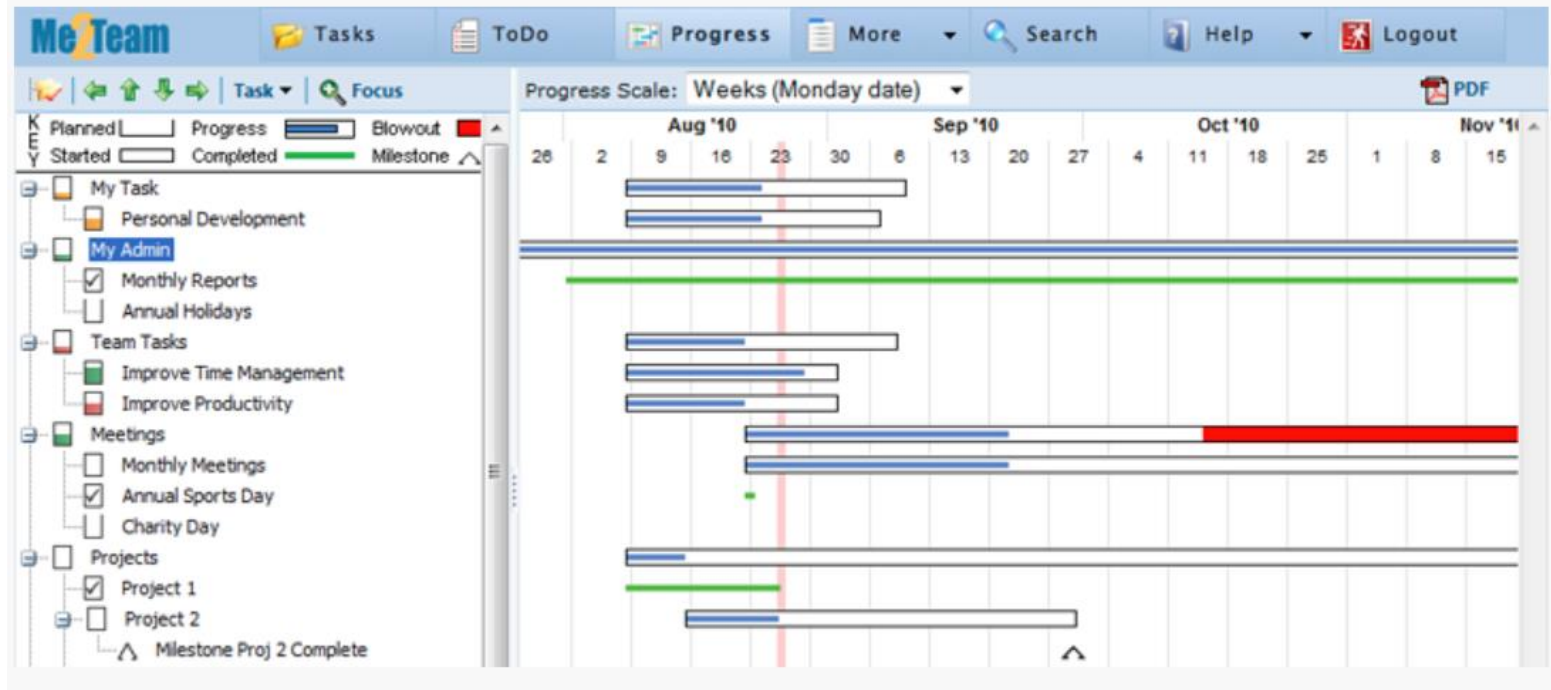 Me2Team Tasks ToDo Progress More Search Help Logout
Task Focus Progress Scale: Weeks (Monday date) PDF
KEY
Planned Progress Blowout
Started Completed Milestone
Aug '10 Sep '10 Oct '10 Nov '1
26 2 9 16 23 30 6 13 20 27 4 11 18 25 1 8 15
My Task
Personal Development
My Admin
Monthly Reports
Annual Holidays
Team Tasks
Improve Time Management
Improve Productivity
Meetings
Monthly Meetings
Annual Sports Day
Charity Day
Projects
Project 1
Project 2
Milestone Proj 2 Complete